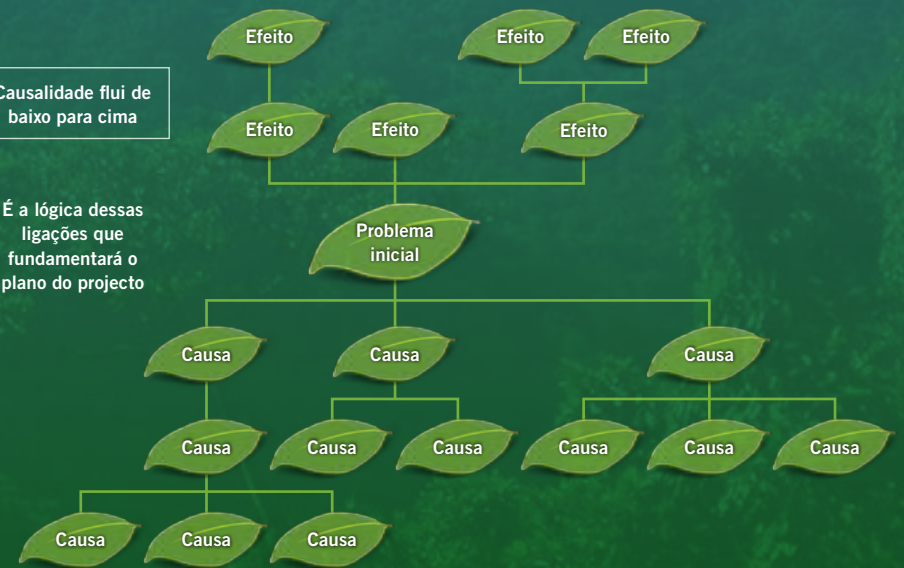 Efeito
Efeito
Efeito
Causalidade flui de
baixo para cima
Efeito
Efeito
Efeito
É a lógica dessas
ligações que
fundamentará o
plano do projecto
Problema
inicial
Causa
Causa
Causa
Causa
Causa
Causa
Causa
Causa
Causa
Causa
Causa
Causa